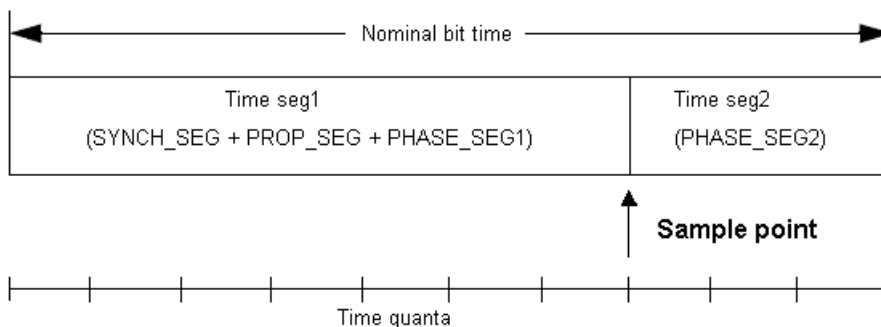 Nominal bit time
Time seg1
(SYNCH_SEG + PROP_SEG + PHASE_SEG1)
Time seg2
(PHASE_SEG2)
Sample point
Time quanta